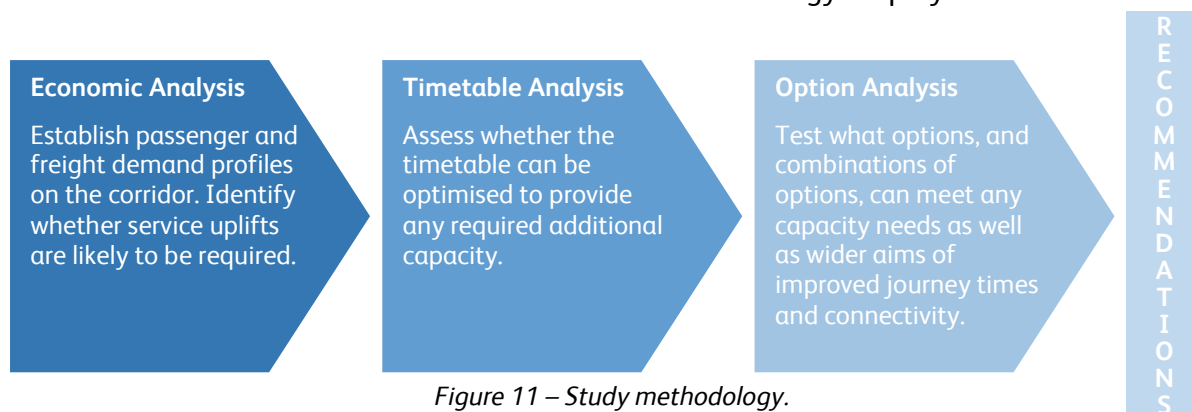 Economic Analysis
Establish passenger and
freight demand profiles
on the corridor. Identify
whether service uplifts
are likely to be required.
Timetable Analysis
Assess whether the
timetable can be
optimised to provide
any required additional
capacity.
Option Analysis
Test what options, and
combinations of
options, can meet any
capacity needs as well
as wider aims of
improved journey times
and connectivity.
RECOMMENDATIONS
Figure 11 – Study methodology.